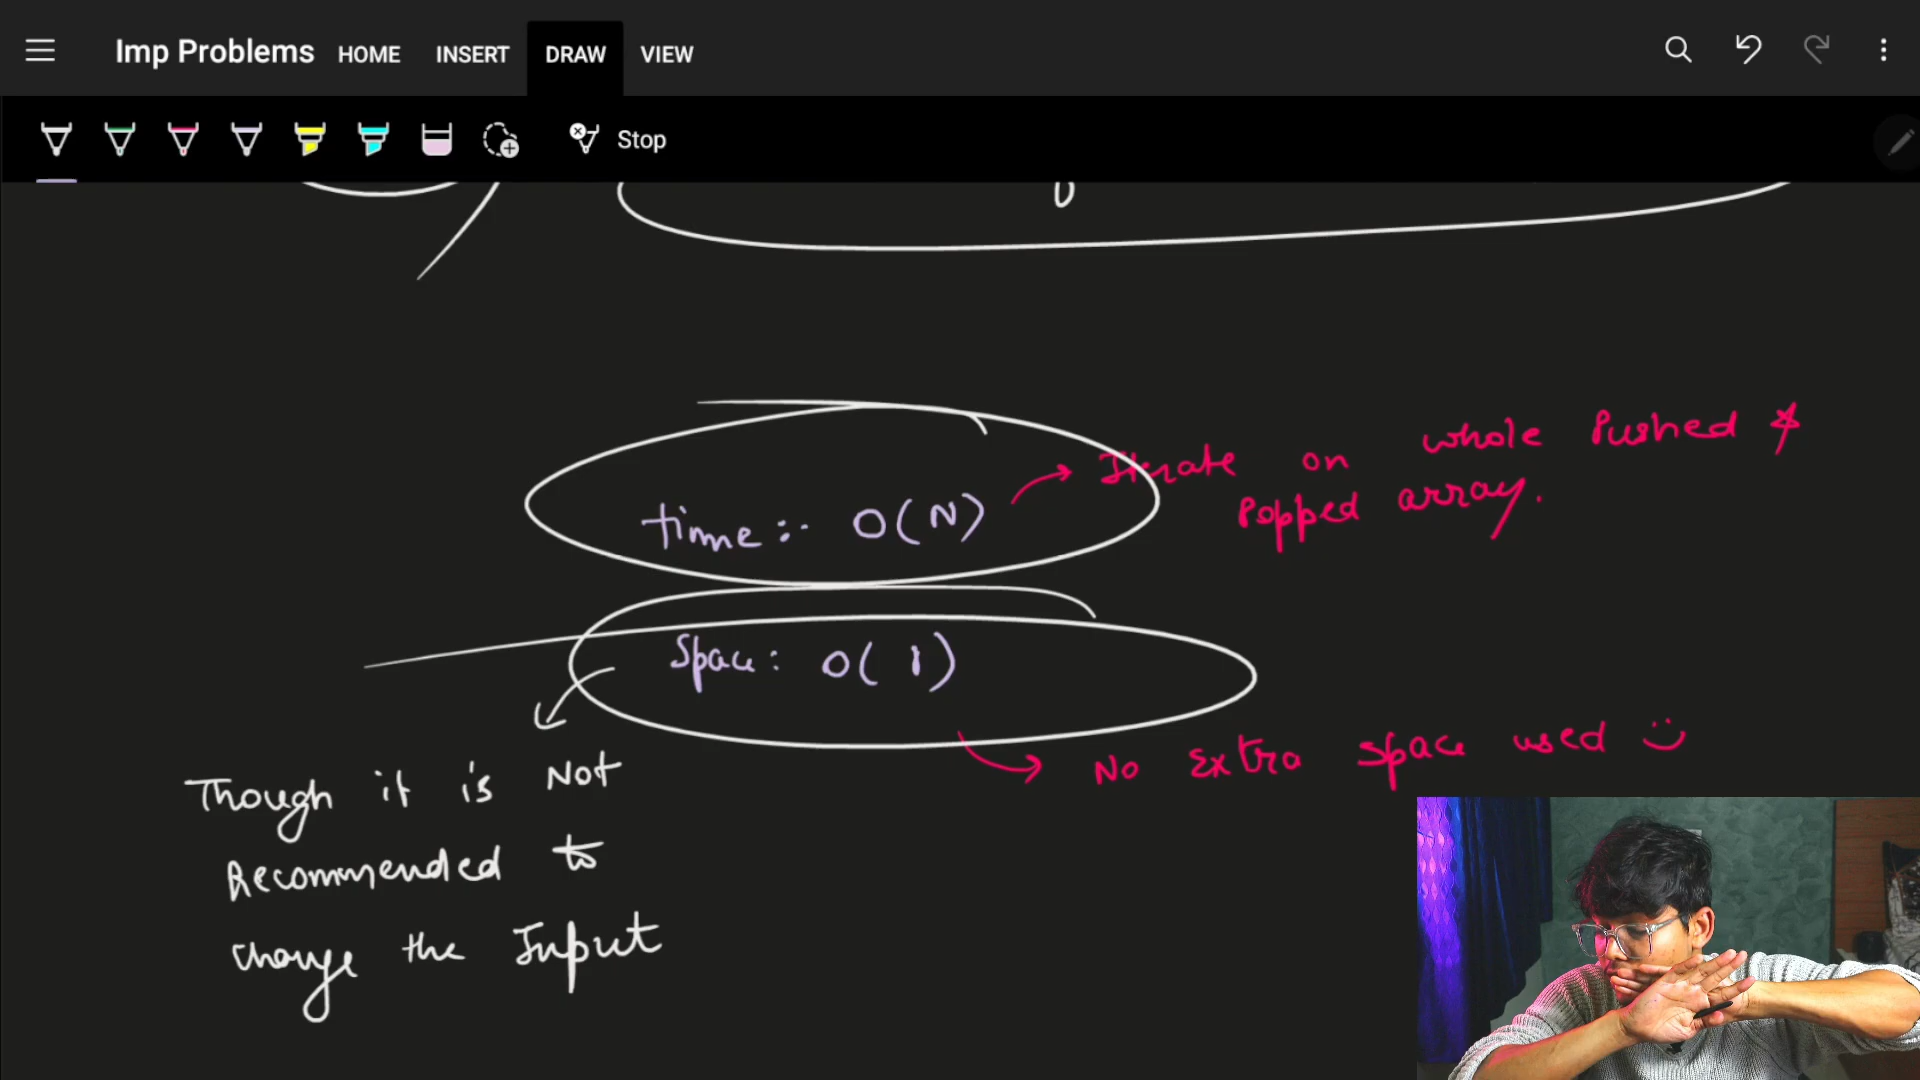 Imp Problems HOME INSERT DRAW VIEW
Stop
time :- O(N) → Iterate on whole Pushed &
Popped array.
Space: O( 1 )
→ No Extra space used :)
Though it is Not
Recommended to
change the Input